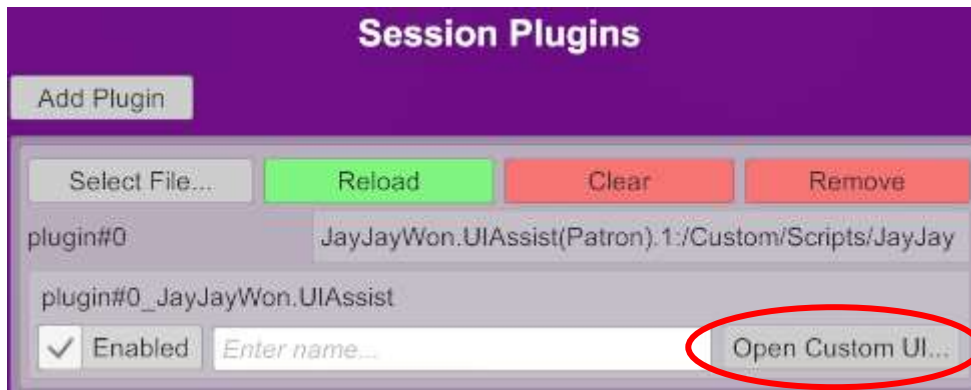 Session Plugins
Add Plugin
Select File... Reload Clear Remove
plugin#0 JayJayWon.UIAssist(Patron).1:/Custom/Scripts/JayJay
plugin#0_JayJayWon.UIAssist
Enabled Enter name... Open Custom UI...